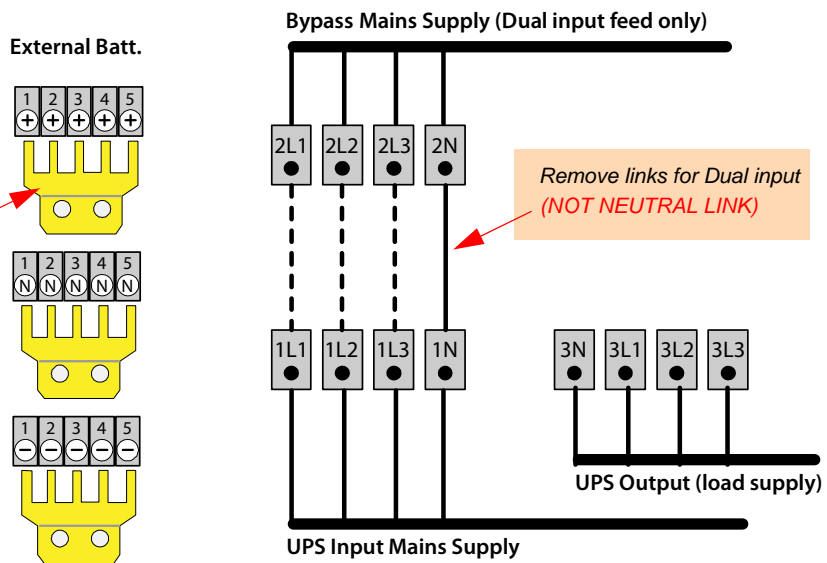 External Batt.
1 2 3 4 5
+ + + + +
1 2 3 4 5
N N N N N
1 2 3 4 5
− − − − −
Bypass Mains Supply (Dual input feed only)
2L1 2L2 2L3 2N
Remove links for Dual input
(NOT NEUTRAL LINK)
1L1 1L2 1L3 1N
3N 3L1 3L2 3L3
UPS Output (load supply)
UPS Input Mains Supply